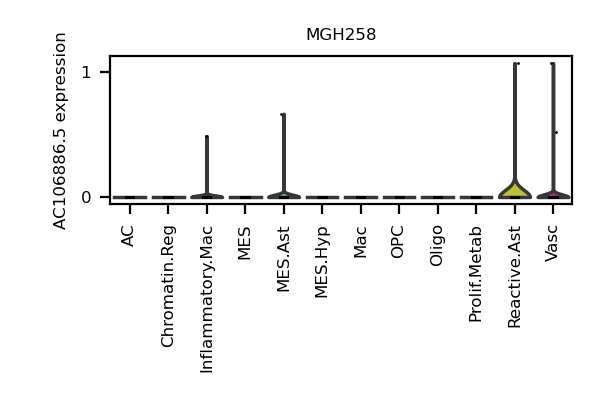 MGH258
AC106886.5 expression
1
0
AC
Chromatin.Reg
Inflammatory.Mac
MES
MES.Ast
MES.Hyp
Mac
OPC
Oligo
Prolif.Metab
Reactive.Ast
Vasc